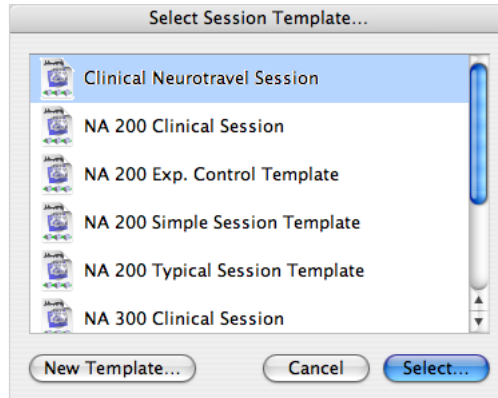 Select Session Template...
Clinical Neurotravel Session
NA 200 Clinical Session
NA 200 Exp. Control Template
NA 200 Simple Session Template
NA 200 Typical Session Template
NA 300 Clinical Session
New Template...
Cancel
Select...